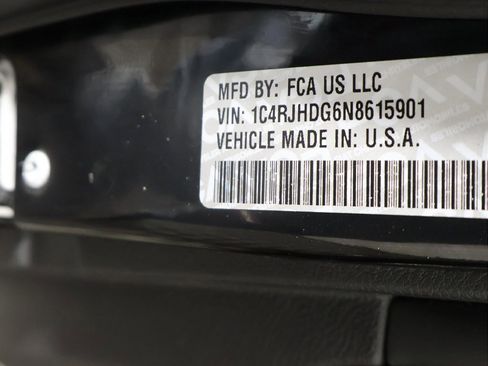 MFD BY: FCA US LLC
VIN: 1C4RJHDG6N8615901
VEHICLE MADE IN: U.S.A.